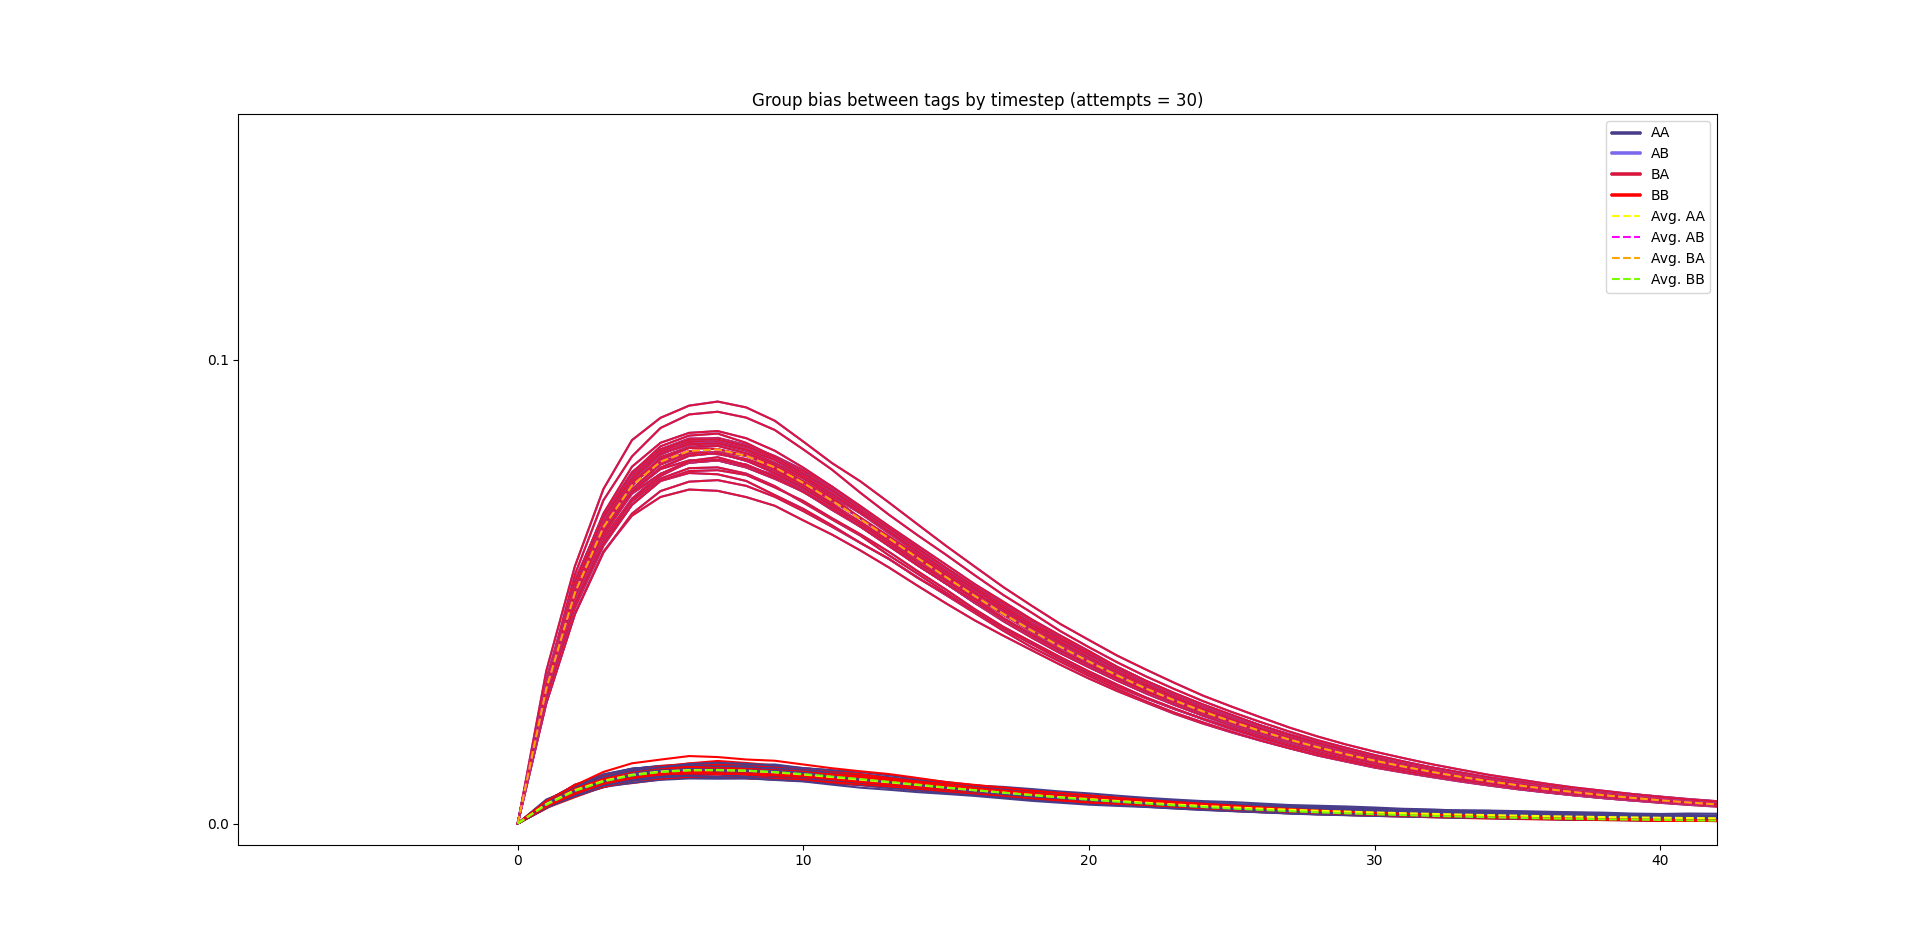 Group bias between tags by timestep (attempts = 30)
AA
AB
BA
BB
Avg. AA
Avg. AB
Avg. BA
Avg. BB
0.1
0.0
0 10 20 30 40